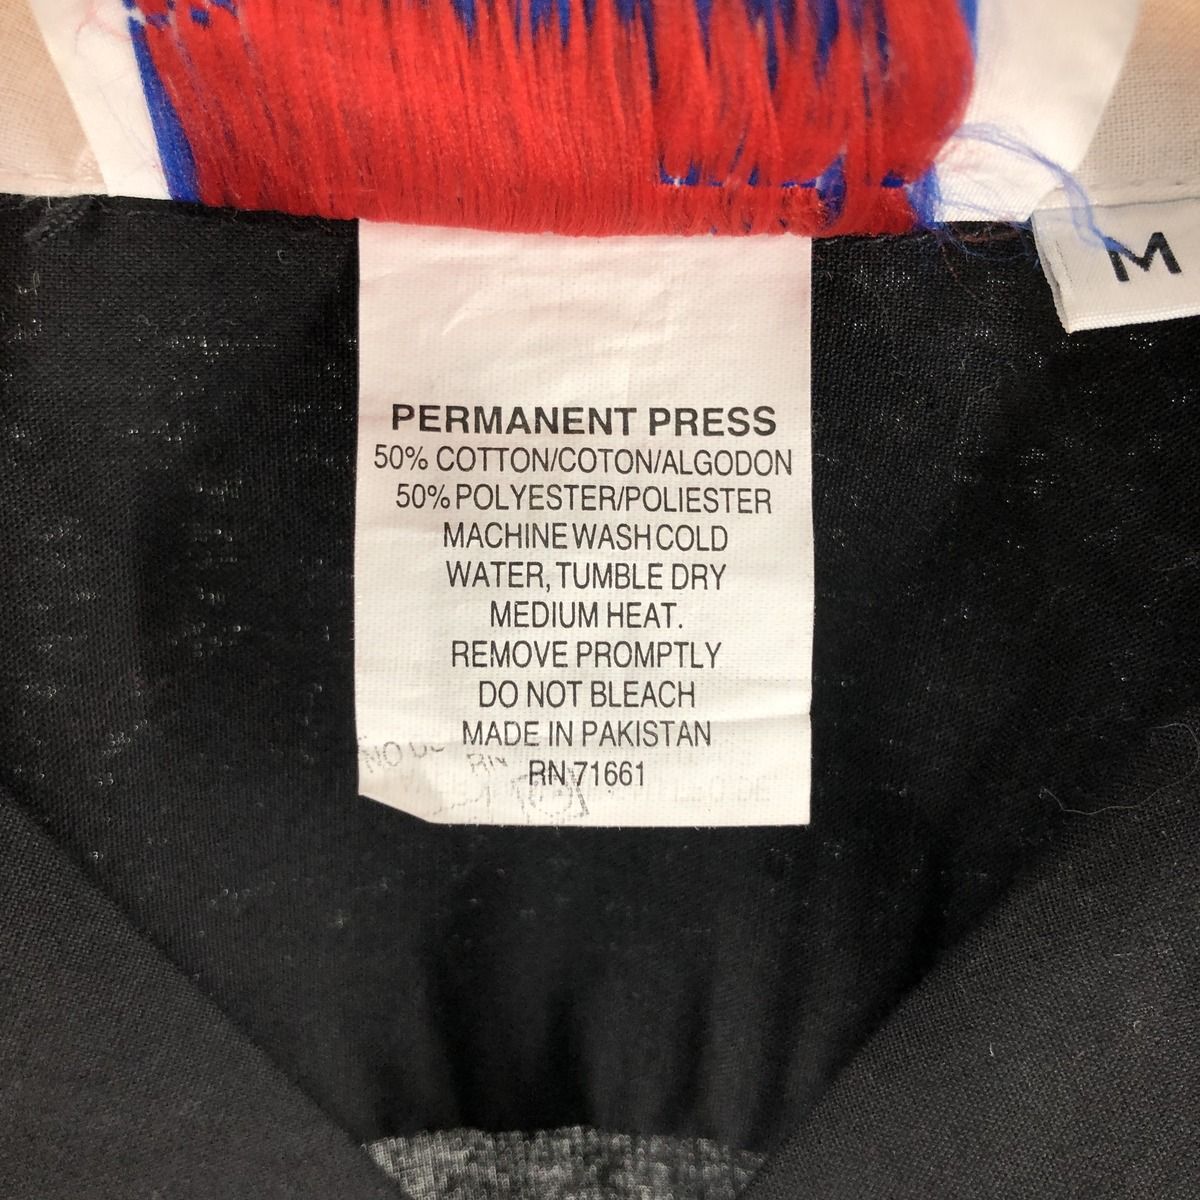 M
PERMANENT PRESS
50% COTTON/COTON/ALGODON
50% POLYESTER/POLIESTER
MACHINE WASH COLD
WATER, TUMBLE DRY
MEDIUM HEAT.
REMOVE PROMPTLY
DO NOT BLEACH
MADE IN PAKISTAN
RN 71661